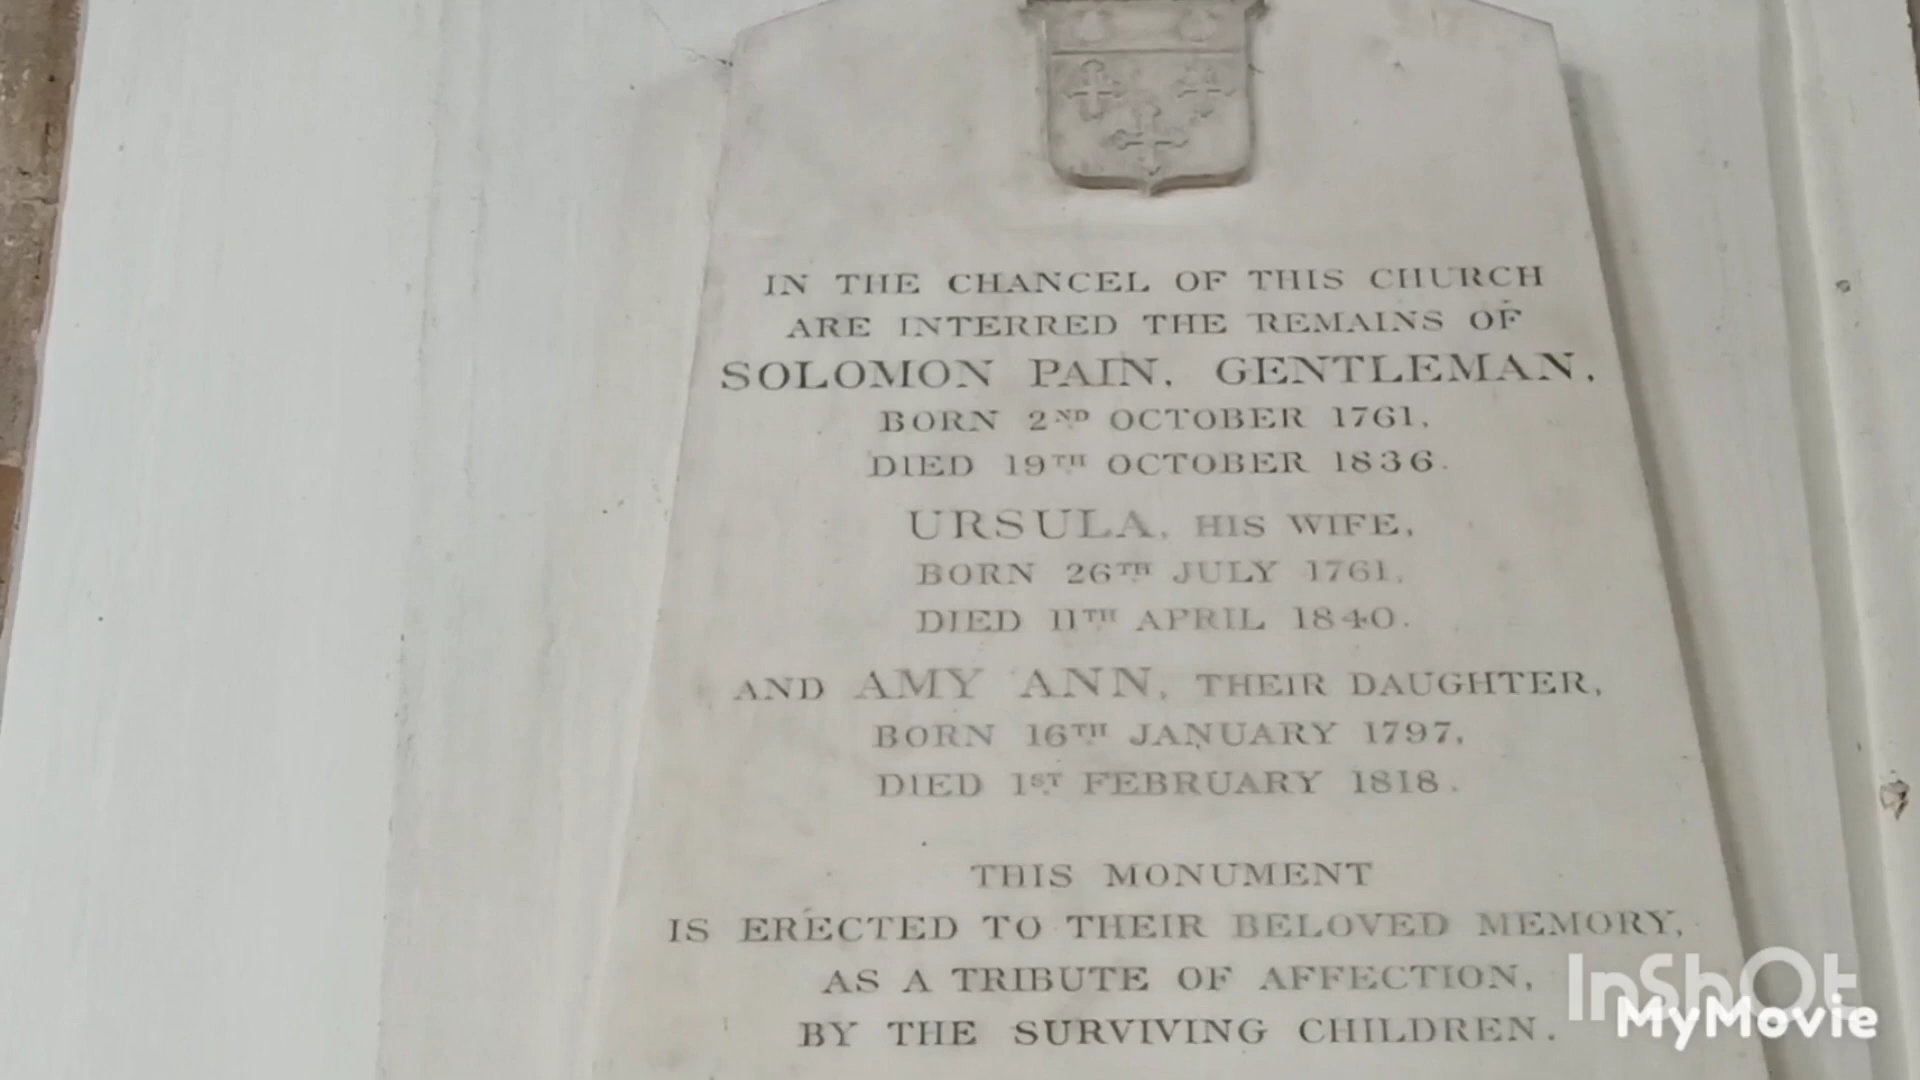 IN THE CHANCEL OF THIS CHURCH
ARE INTERRED THE REMAINS OF
SOLOMON PAIN, GENTLEMAN,
BORN 2ND OCTOBER 1761,
DIED 19TH OCTOBER 1836.
URSULA, HIS WIFE,
BORN 26TH JULY 1761,
DIED 11TH APRIL 1840.
AND AMY ANN, THEIR DAUGHTER,
BORN 16TH JANUARY 1797,
DIED 1ST FEBRUARY 1818.
THIS MONUMENT
IS ERECTED TO THEIR BELOVED MEMORY,
AS A TRIBUTE OF AFFECTION,
BY THE SURVIVING CHILDREN.
InShOt
MyMovie